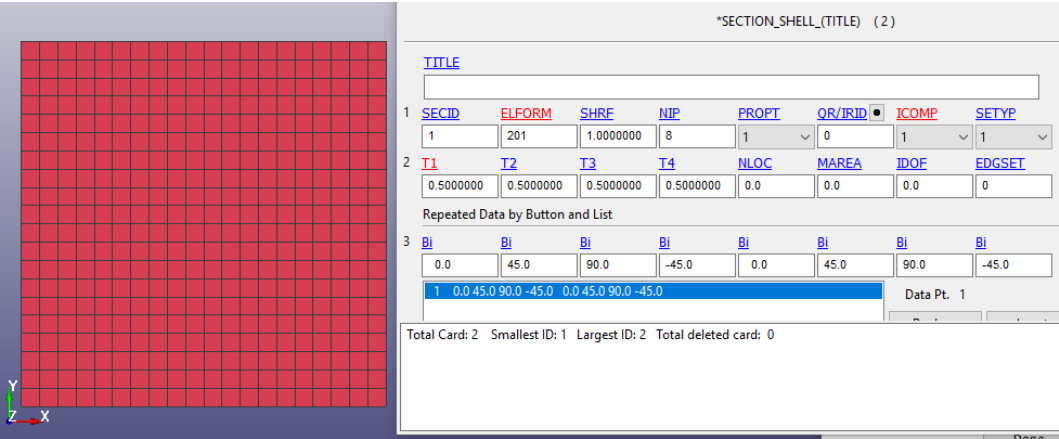 *SECTION_SHELL_(TITLE) (2)
TITLE
1 SECID ELFORM SHRF NIP PROPT QR/IRID ICOMP SETYP
1 201 1.0000000 8 1 0 1 1
2 T1 T2 T3 T4 NLOC MAREA IDOF EDGSET
0.5000000 0.5000000 0.5000000 0.5000000 0.0 0.0 0.0 0
Repeated Data by Button and List
3 Bi Bi Bi Bi Bi Bi Bi Bi
0.0 45.0 90.0 -45.0 0.0 45.0 90.0 -45.0
1 0.0 45.0 90.0 -45.0 0.0 45.0 90.0 -45.0
Data Pt. 1
Total Card: 2 Smallest ID: 1 Largest ID: 2 Total deleted card: 0
Y
Z X